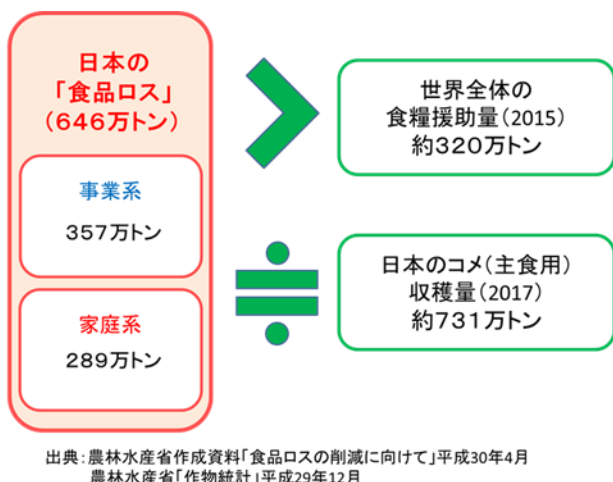 日本の
「食品ロス」
(646万トン)
事業系
357万トン
家庭系
289万トン
世界全体の
食糧援助量(2015)
約320万トン
日本のコメ(主食用)
収穫量(2017)
約731万トン
出典:農林水産省作成資料「食品ロスの削減に向けて」平成30年4月
農林水産省「作物統計」平成29年12月